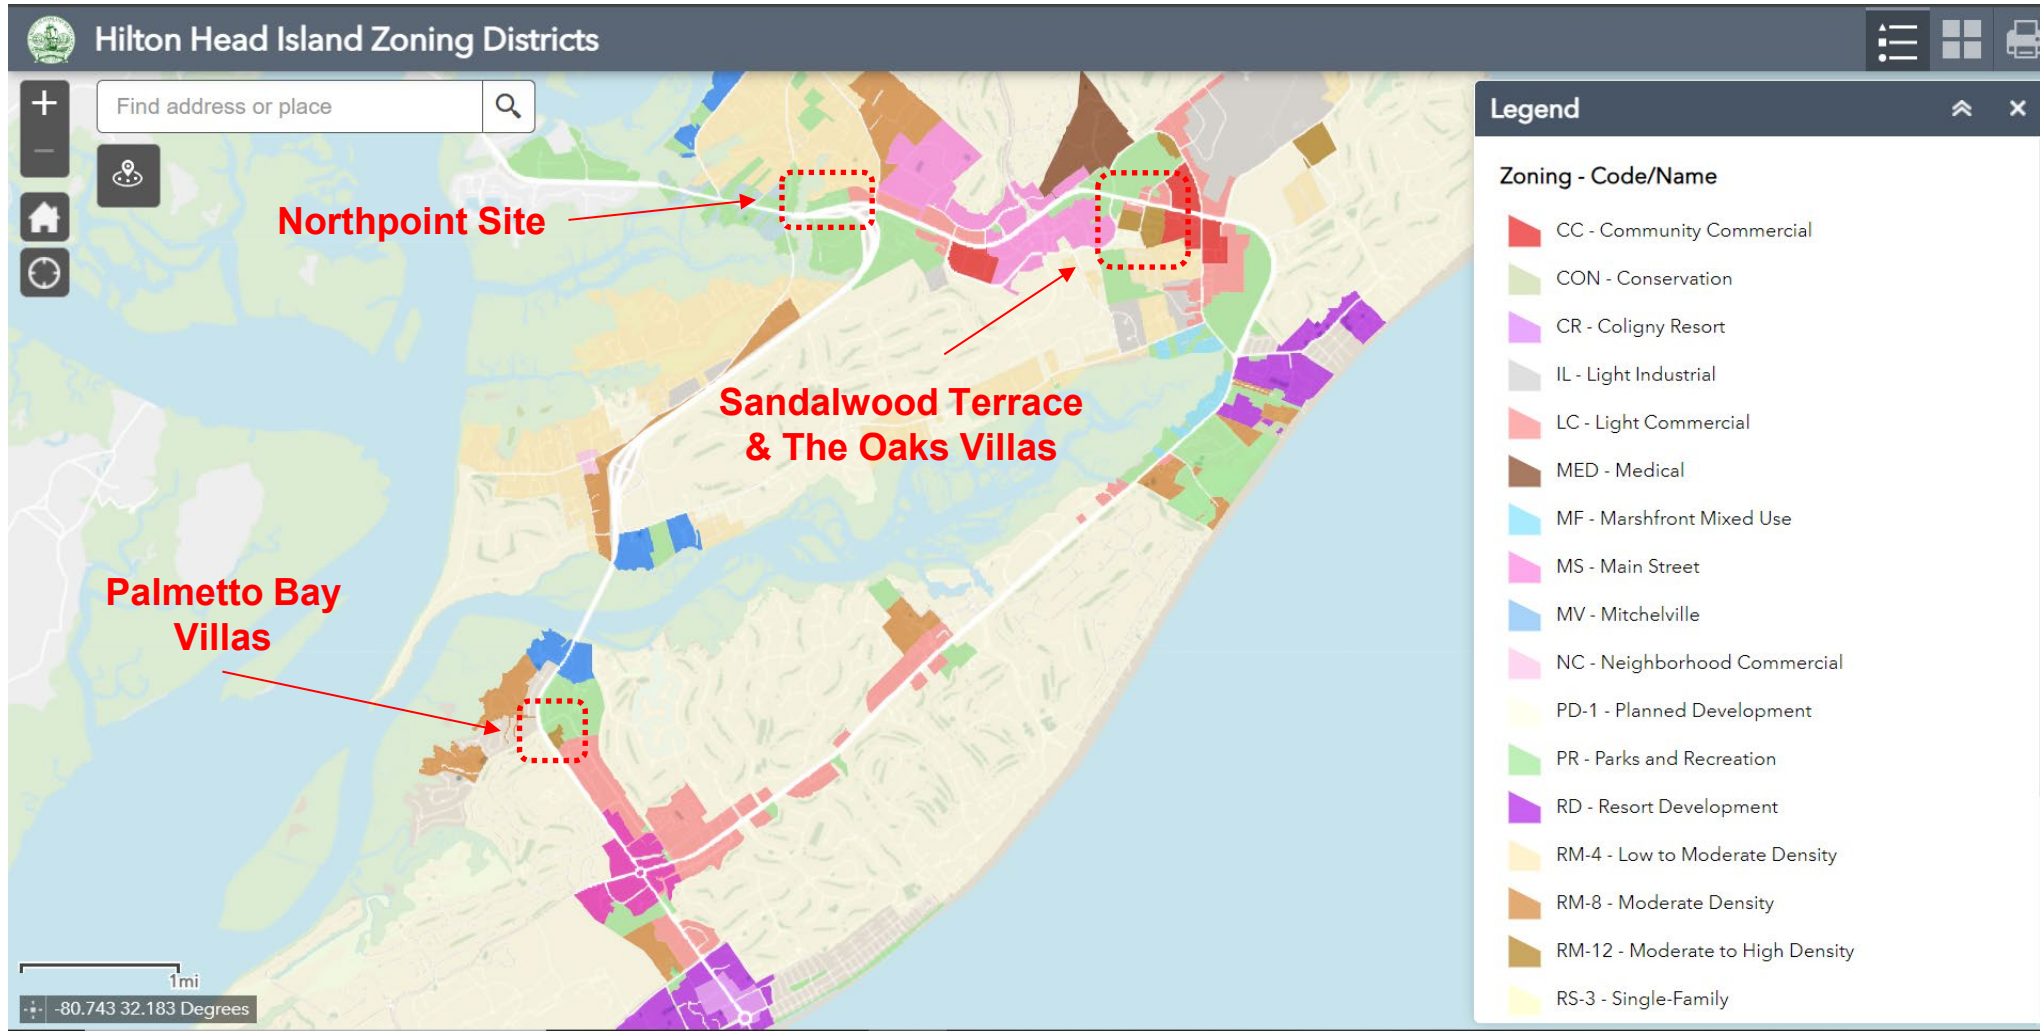 Hilton Head Island Zoning Districts
Find address or place
Northpoint Site
Sandalwood Terrace
& The Oaks Villas
Palmetto Bay
Villas
1mi
-80.743 32.183 Degrees
Legend
Zoning - Code/Name
CC - Community Commercial
CON - Conservation
CR - Coligny Resort
IL - Light Industrial
LC - Light Commercial
MED - Medical
MF - Marshfront Mixed Use
MS - Main Street
MV - Mitchelville
NC - Neighborhood Commercial
PD-1 - Planned Development
PR - Parks and Recreation
RD - Resort Development
RM-4 - Low to Moderate Density
RM-8 - Moderate Density
RM-12 - Moderate to High Density
RS-3 - Single-Family